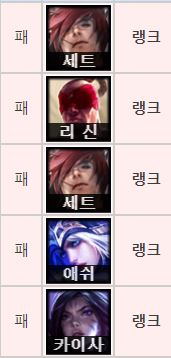 패 세트 랭크
패 리 신 랭크
패 세트 랭크
패 애쉬 랭크
패 카이사 랭크